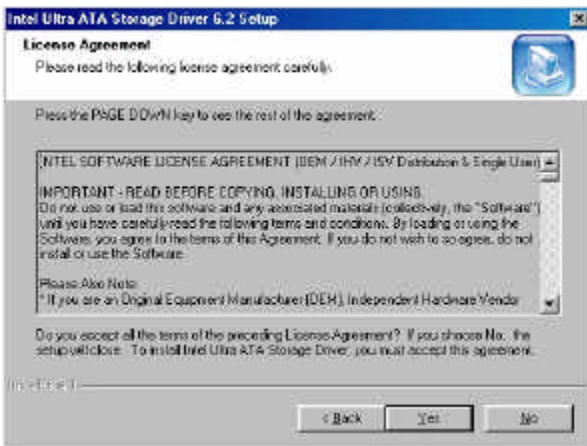 Intel Ultra ATA Storage Driver 6.2 Setup
License Agreement
Please read the following license agreement carefully.
Press the PAGE DOWN key to see the rest of the agreement.
INTEL SOFTWARE LICENSE AGREEMENT (OEM / IHV / ISV Distribution & Single User)
IMPORTANT - READ BEFORE COPYING, INSTALLING OR USING.
Do not use or load this software and any associated materials (collectively, the "Software")
until you have carefully read the following terms and conditions. By loading or using the
Software, you agree to the terms of this Agreement. If you do not wish to so agree, do not
install or use the Software.
Please Also Note:
* If you are an Original Equipment Manufacturer (OEM), Independent Hardware Vendor
Do you accept all the terms of the preceding License Agreement? If you choose No, the
setup will close. To install Intel Ultra ATA Storage Driver, you must accept this agreement.
InstallShield
< Back
Yes
No